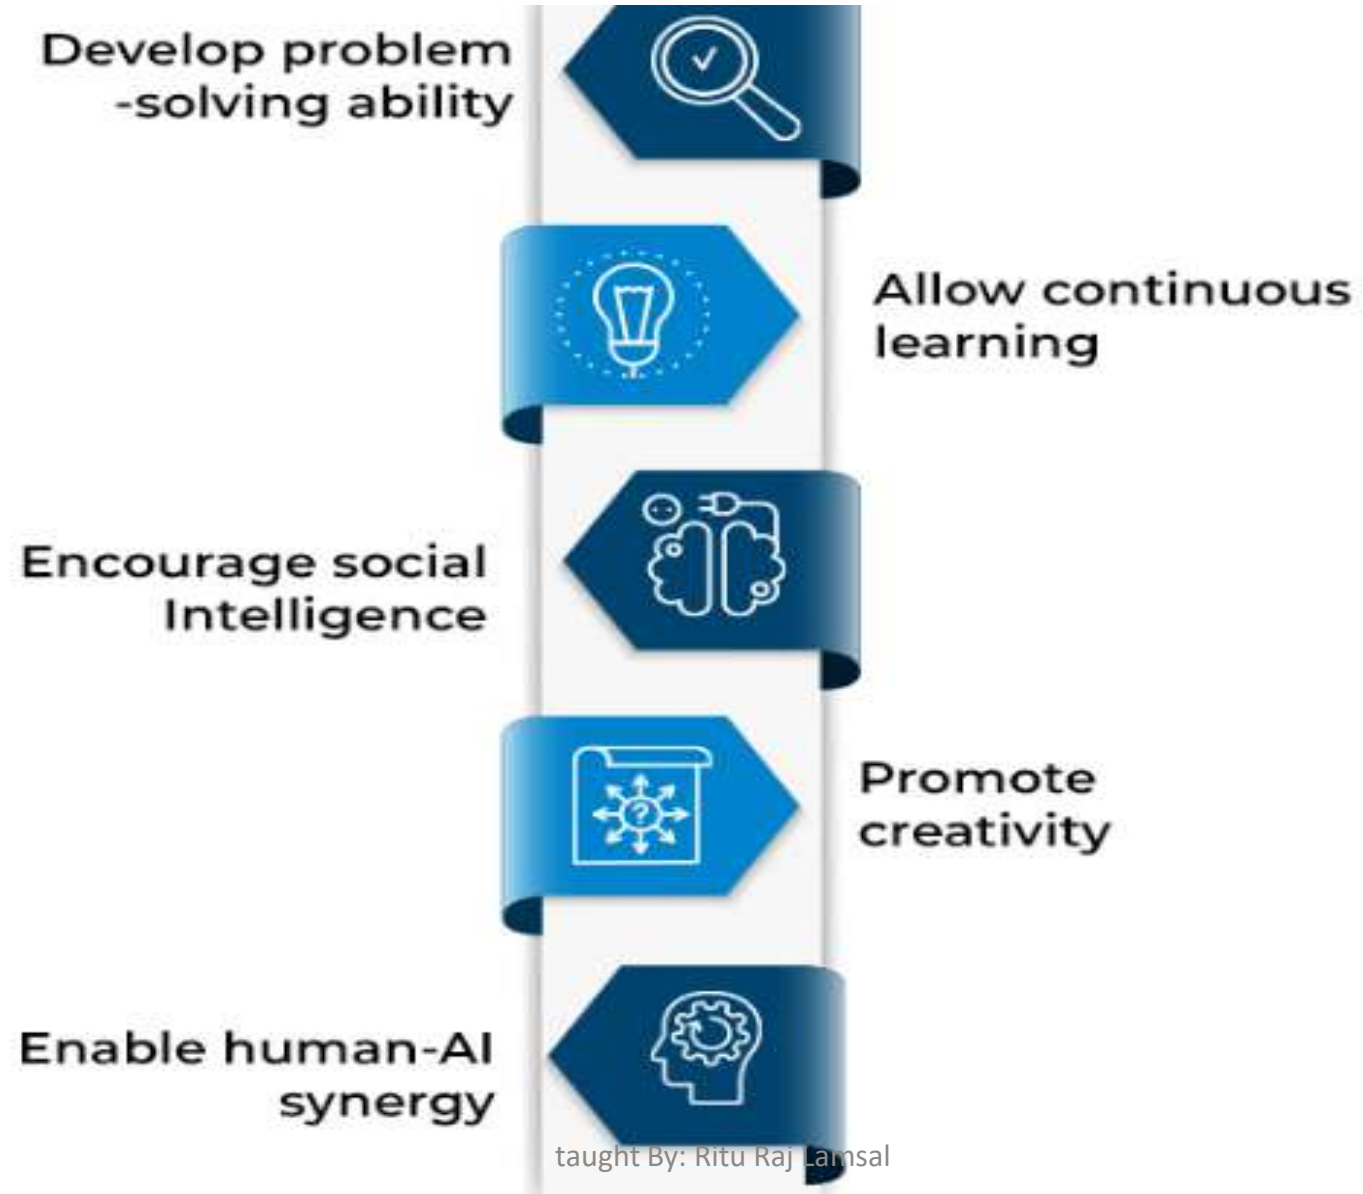 Develop problem
-solving ability
Allow continuous
learning
Encourage social
Intelligence
Promote
creativity
?
Enable human-AI
synergy
taught By: Ritu Raj Lamsal